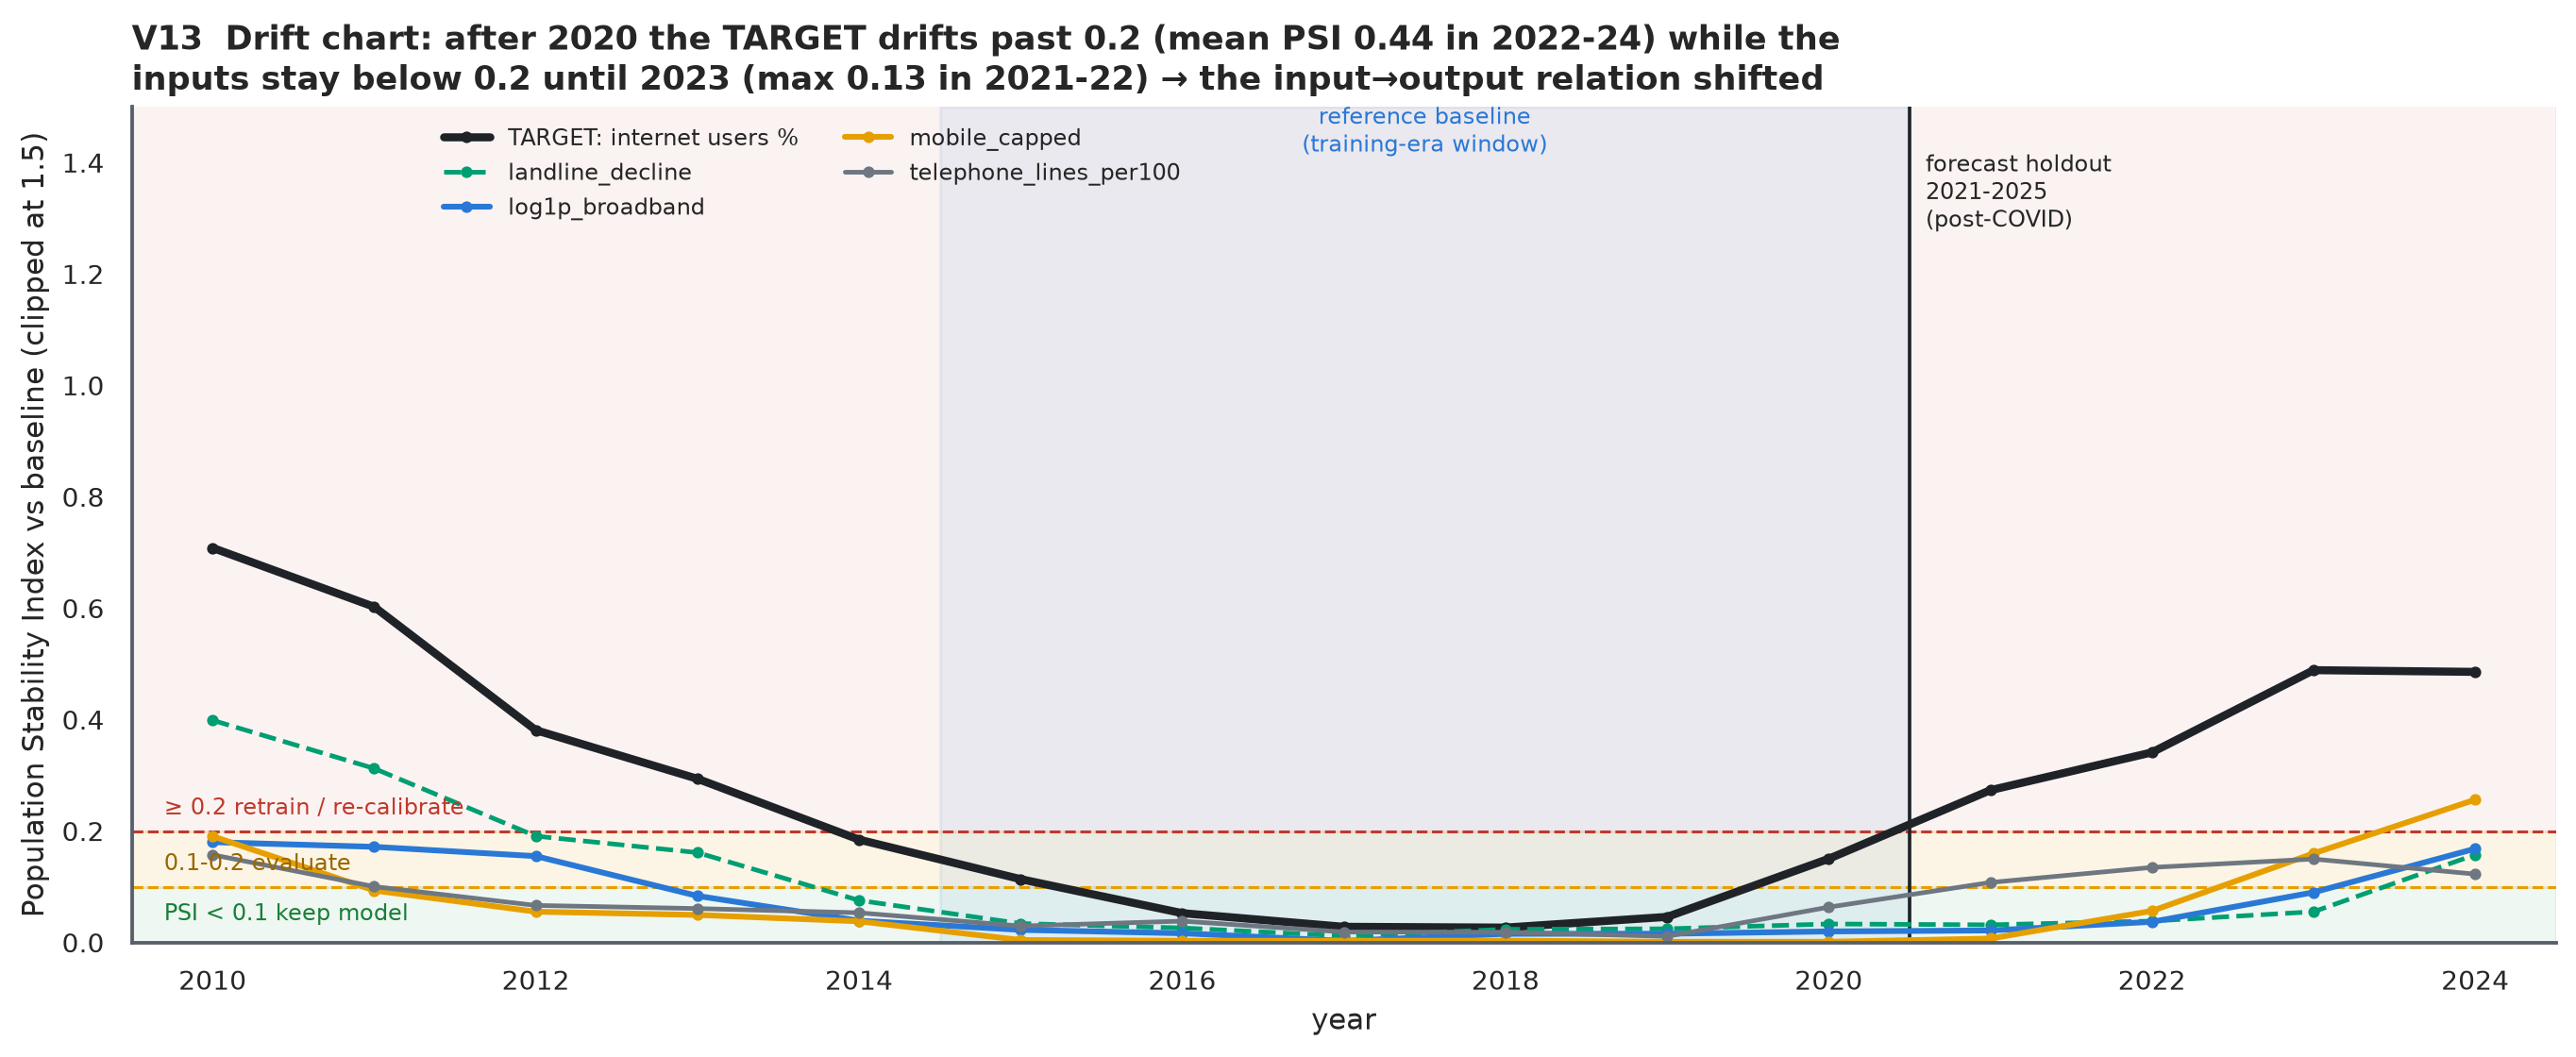 V13  Drift chart: after 2020 the TARGET drifts past 0.2 (mean PSI 0.44 in 2022-24) while the
inputs stay below 0.2 until 2023 (max 0.13 in 2021-22) → the input→output relation shifted
Population Stability Index vs baseline (clipped at 1.5)
1.4
1.2
1.0
0.8
0.6
0.4
0.2
0.0
TARGET: internet users %
landline_decline
log1p_broadband
mobile_capped
telephone_lines_per100
reference baseline
(training-era window)
forecast holdout
2021-2025
(post-COVID)
≥ 0.2 retrain / re-calibrate
0.1-0.2 evaluate
PSI < 0.1 keep model
2010
2012
2014
2016
2018
2020
2022
2024
year